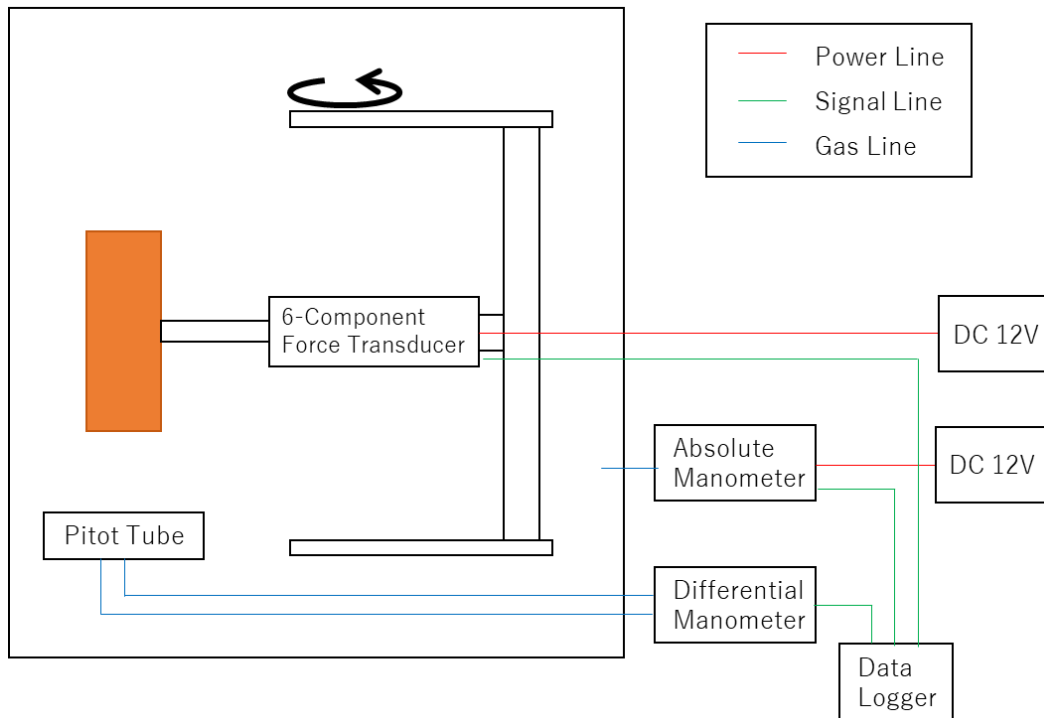 Power Line
Signal Line
Gas Line
6-Component
Force Transducer
DC 12V
Absolute
Manometer
DC 12V
Pitot Tube
Differential
Manometer
Data
Logger